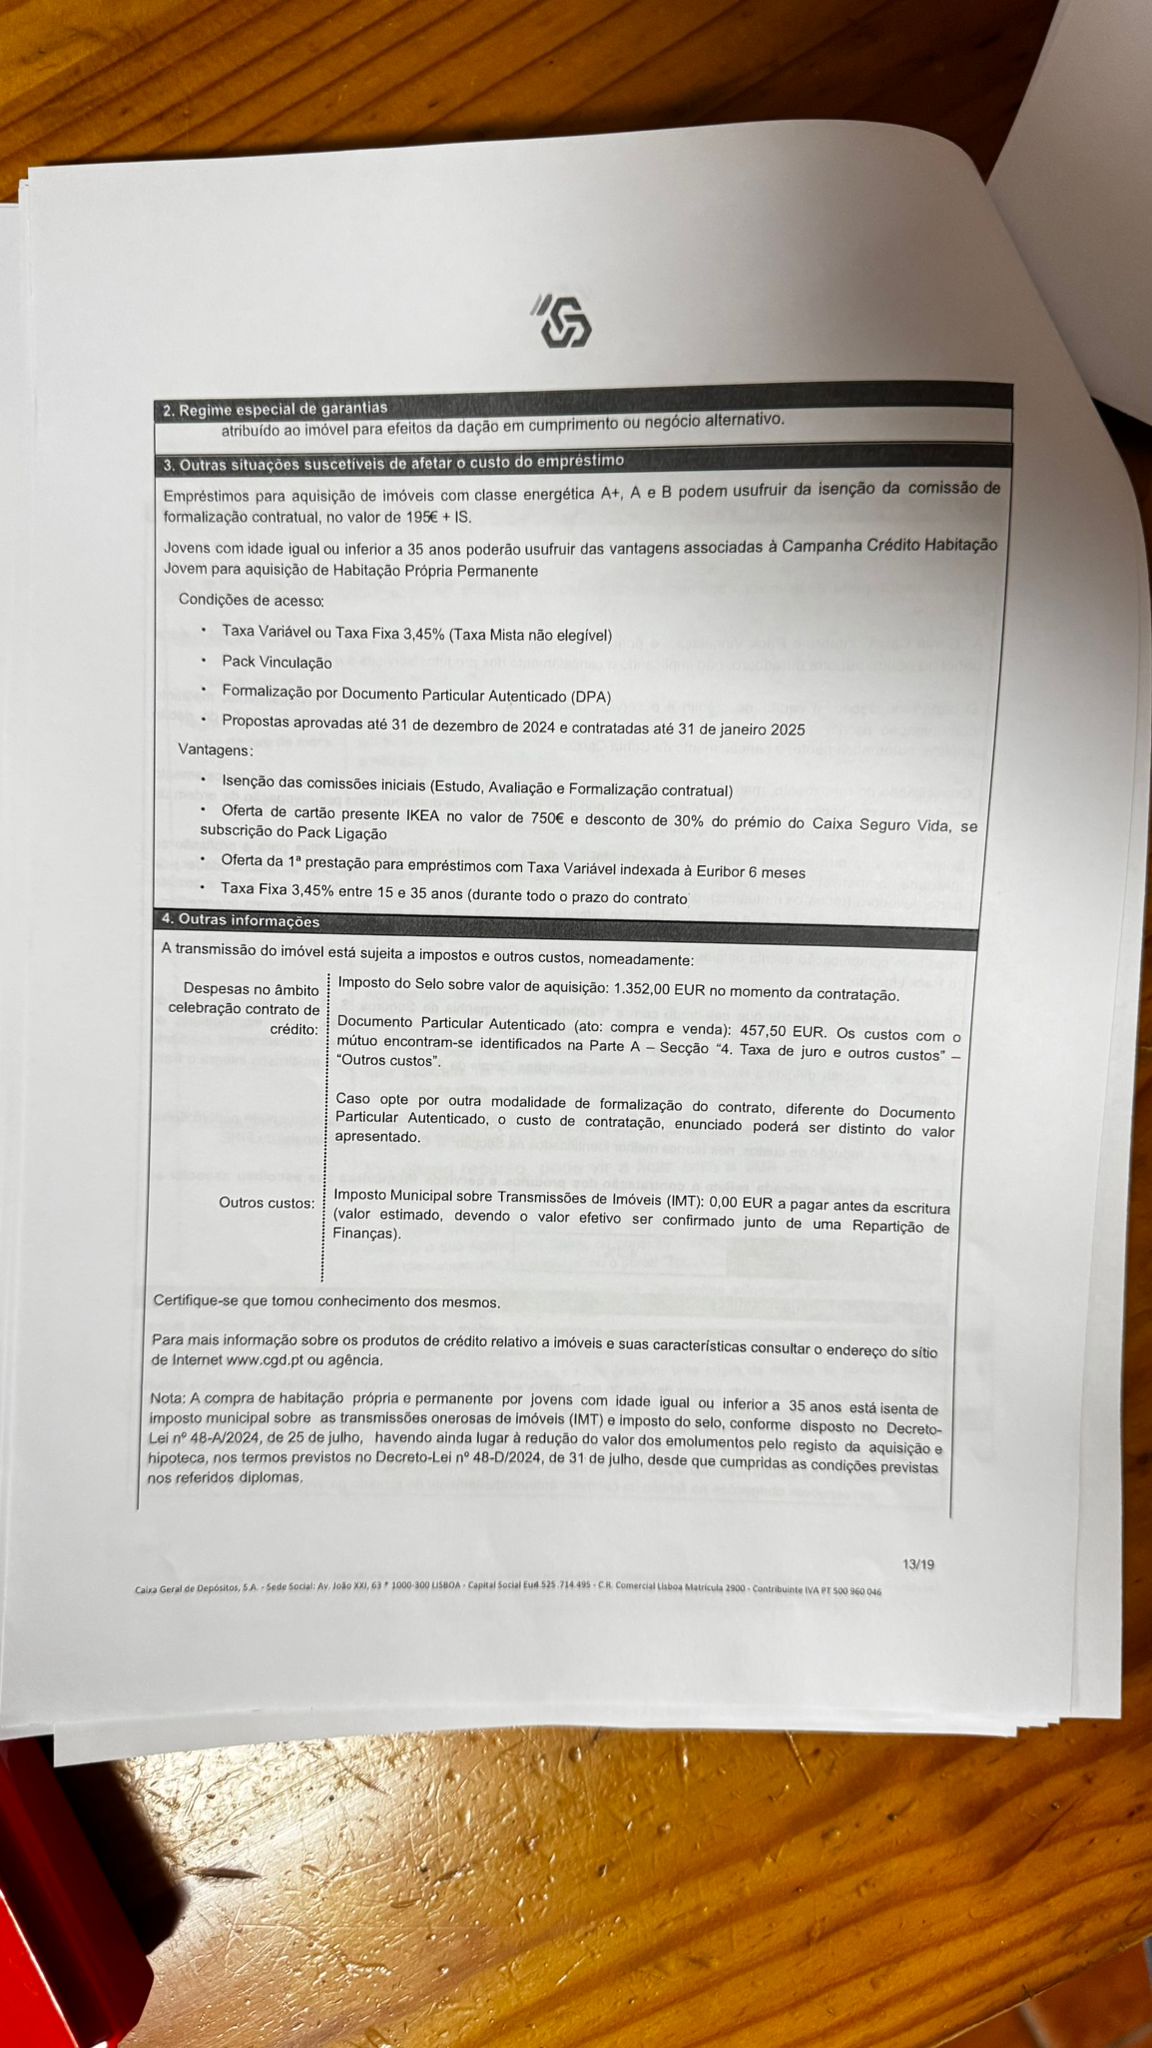 2. Regime especial de garantias
atribuído ao imóvel para efeitos da dação em cumprimento ou negócio alternativo.
3. Outras situações suscetíveis de afetar o custo do empréstimo
Empréstimos para aquisição de imóveis com classe energética A+, A e B podem usufruir da isenção da comissão de
formalização contratual, no valor de 195€ + IS.
Jovens com idade igual ou inferior a 35 anos poderão usufruir das vantagens associadas à Campanha Crédito Habitação
Jovem para aquisição de Habitação Própria Permanente
Condições de acesso:
• Taxa Variável ou Taxa Fixa 3,45% (Taxa Mista não elegível)
• Pack Vinculação
• Formalização por Documento Particular Autenticado (DPA)
• Propostas aprovadas até 31 de dezembro de 2024 e contratadas até 31 de janeiro 2025
Vantagens:
• Isenção das comissões iniciais (Estudo, Avaliação e Formalização contratual)
• Oferta de cartão presente IKEA no valor de 750€ e desconto de 30% do prémio do Caixa Seguro Vida, se
subscrição do Pack Ligação
• Oferta da 1ª prestação para empréstimos com Taxa Variável indexada à Euribor 6 meses
• Taxa Fixa 3,45% entre 15 e 35 anos (durante todo o prazo do contrato
4. Outras informações
A transmissão do imóvel está sujeita a impostos e outros custos, nomeadamente:
Despesas no âmbito
celebração contrato de
crédito:
Imposto do Selo sobre valor de aquisição: 1.352,00 EUR no momento da contratação.
Documento Particular Autenticado (ato: compra e venda): 457,50 EUR. Os custos com o
mútuo encontram-se identificados na Parte A – Secção “4. Taxa de juro e outros custos” –
“Outros custos”.
Caso opte por outra modalidade de formalização do contrato, diferente do Documento
Particular Autenticado, o custo de contratação, enunciado poderá ser distinto do valor
apresentado.
Outros custos:
Imposto Municipal sobre Transmissões de Imóveis (IMT): 0,00 EUR a pagar antes da escritura
(valor estimado, devendo o valor efetivo ser confirmado junto de uma Repartição de
Finanças).
Certifique-se que tomou conhecimento dos mesmos.
Para mais informação sobre os produtos de crédito relativo a imóveis e suas características consultar o endereço do sítio
de Internet www.cgd.pt ou agência.
Nota: A compra de habitação própria e permanente por jovens com idade igual ou inferior a 35 anos está isenta de
imposto municipal sobre as transmissões onerosas de imóveis (IMT) e imposto do selo, conforme disposto no Decreto-
Lei nº 48-A/2024, de 25 de julho, havendo ainda lugar à redução do valor dos emolumentos pelo registo da aquisição e
hipoteca, nos termos previstos no Decreto-Lei nº 48-D/2024, de 31 de julho, desde que cumpridas as condições previstas
nos referidos diplomas.
13/19
Caixa Geral de Depósitos, S.A. - Sede Social: Av. João XXI, 63 * 1000-300 LISBOA - Capital Social Eur4.525 .714.495 - C.R. Comercial Lisboa Matrícula 2900 - Contribuinte IVA PT 500 960 046